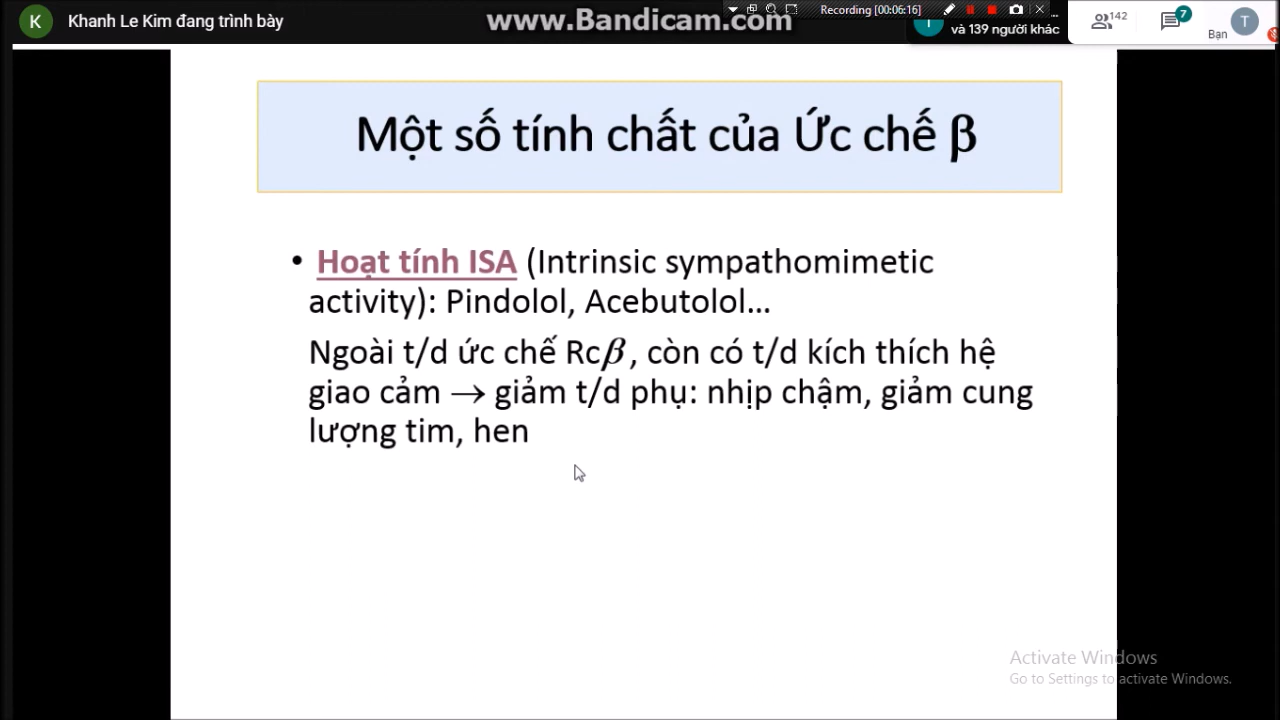 K Khanh Le Kim đang trình bày
www.Bandicam.com
Recording [00:06:16]
T và 139 người khác
142
7
Bạn
T
Một số tính chất của Ức chế β
• Hoạt tính ISA (Intrinsic sympathomimetic
activity): Pindolol, Acebutolol...
Ngoài t/d ức chế Rcβ, còn có t/d kích thích hệ
giao cảm → giảm t/d phụ: nhịp chậm, giảm cung
lượng tim, hen
Activate Windows
Go to Settings to activate Windows.